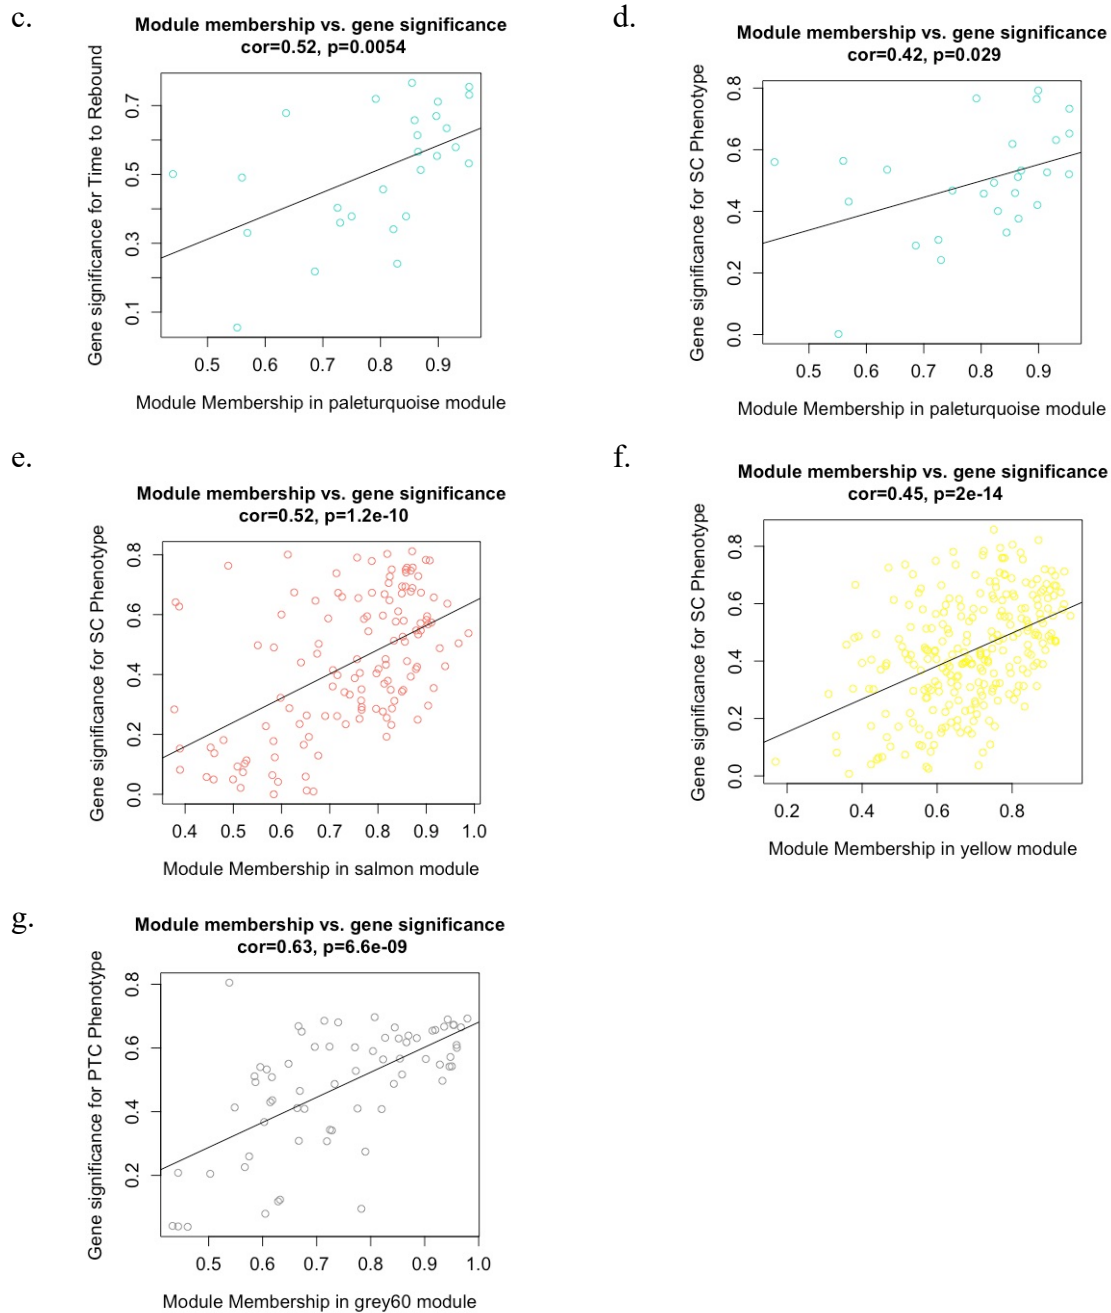 c.
Module membership vs. gene significance
cor=0.52, p=0.0054
Gene significance for Time to Rebound
0.7
0.5
0.3
0.1
0.5 0.6 0.7 0.8 0.9
Module Membership in paleturquoise module
d.
Module membership vs. gene significance
cor=0.42, p=0.029
Gene significance for SC Phenotype
0.8
0.6
0.4
0.2
0.0
0.5 0.6 0.7 0.8 0.9
Module Membership in paleturquoise module
e.
Module membership vs. gene significance
cor=0.52, p=1.2e-10
Gene significance for SC Phenotype
0.8
0.6
0.4
0.2
0.0
0.4 0.5 0.6 0.7 0.8 0.9 1.0
Module Membership in salmon module
f.
Module membership vs. gene significance
cor=0.45, p=2e-14
Gene significance for SC Phenotype
0.8
0.6
0.4
0.2
0.0
0.2 0.4 0.6 0.8
Module Membership in yellow module
g.
Module membership vs. gene significance
cor=0.63, p=6.6e-09
Gene significance for PTC Phenotype
0.8
0.6
0.4
0.2
0.5 0.6 0.7 0.8 0.9 1.0
Module Membership in grey60 module